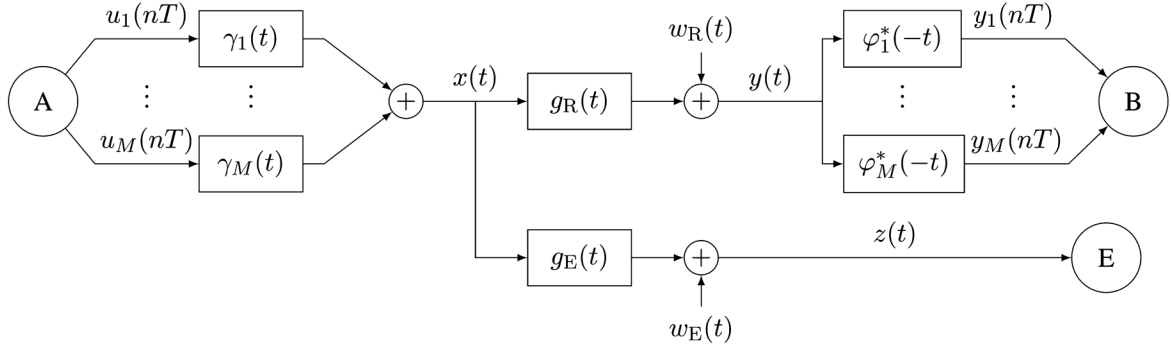 A
u₁(nT)
γ₁(t)
⋮
⋮
u_M(nT)
γ_M(t)
+
x(t)
g_R(t)
w_R(t)
+
y(t)
φ₁*(−t)
y₁(nT)
⋮
⋮
φ_M*(−t)
y_M(nT)
B
g_E(t)
+
w_E(t)
z(t)
E